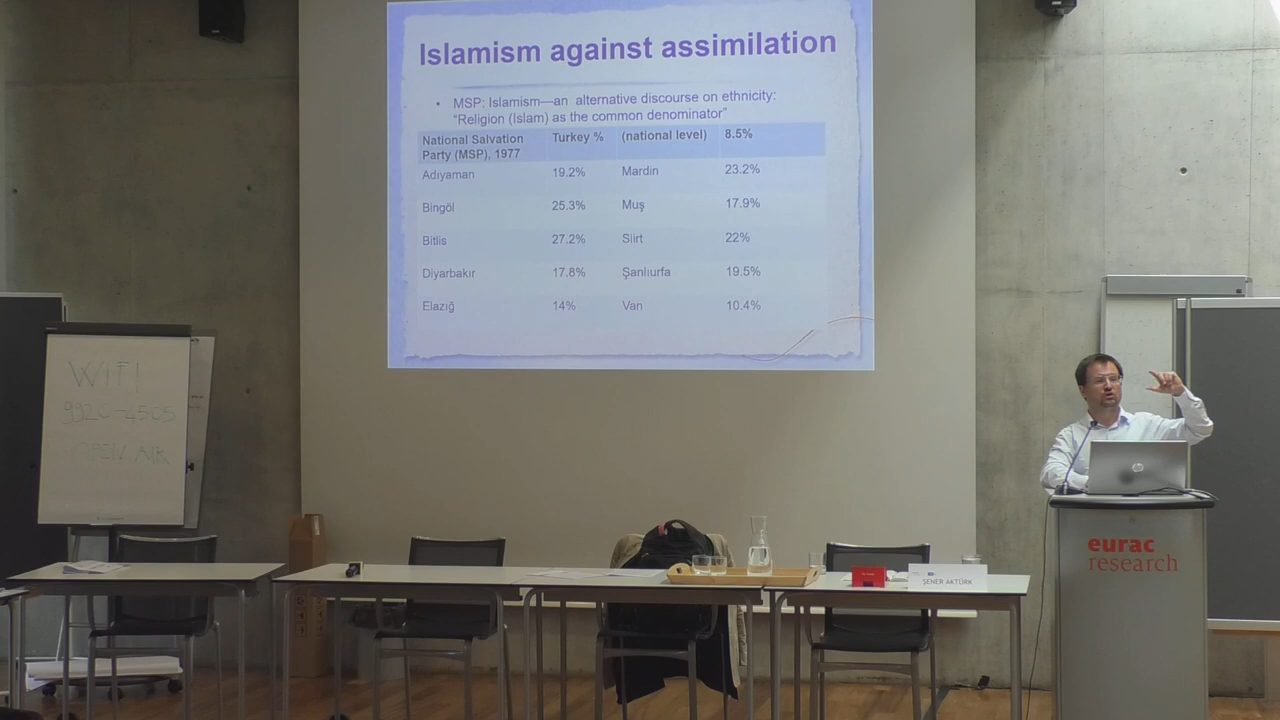 Islamism against assimilation
• MSP: Islamism—an alternative discourse on ethnicity:
“Religion (Islam) as the common denominator”
National Salvation Party (MSP), 1977 Turkey % (national level) 8.5%
Adıyaman 19.2% Mardin 23.2%
Bingöl 25.3% Muş 17.9%
Bitlis 27.2% Siirt 22%
Diyarbakır 17.8% Şanlıurfa 19.5%
Elazığ 14% Van 10.4%
WIFI
992C-45C5
hp
eurac
research
ŞENER AKTÜRK